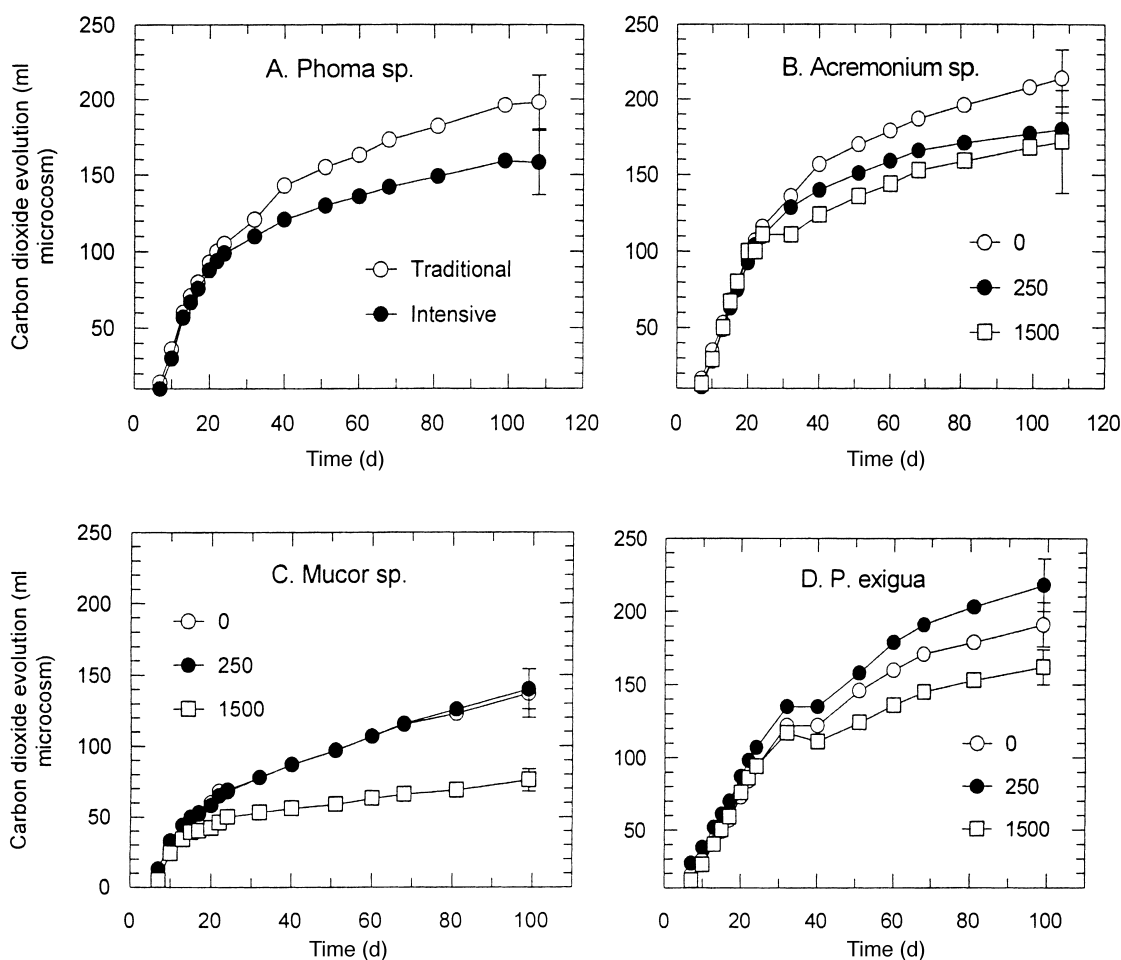 250
200
150
100
50
Carbon dioxide evolution (ml
microcosm)
A. Phoma sp.
Traditional
Intensive
0 20 40 60 80 100 120
Time (d)
250
200
150
100
50
B. Acremonium sp.
0
250
1500
0 20 40 60 80 100 120
Time (d)
250
200
150
100
50
0
Carbon dioxide evolution (ml
microcosm)
C. Mucor sp.
0
250
1500
0 20 40 60 80 100
Time (d)
250
200
150
100
50
D. P. exigua
0
250
1500
0 20 40 60 80 100
Time (d)